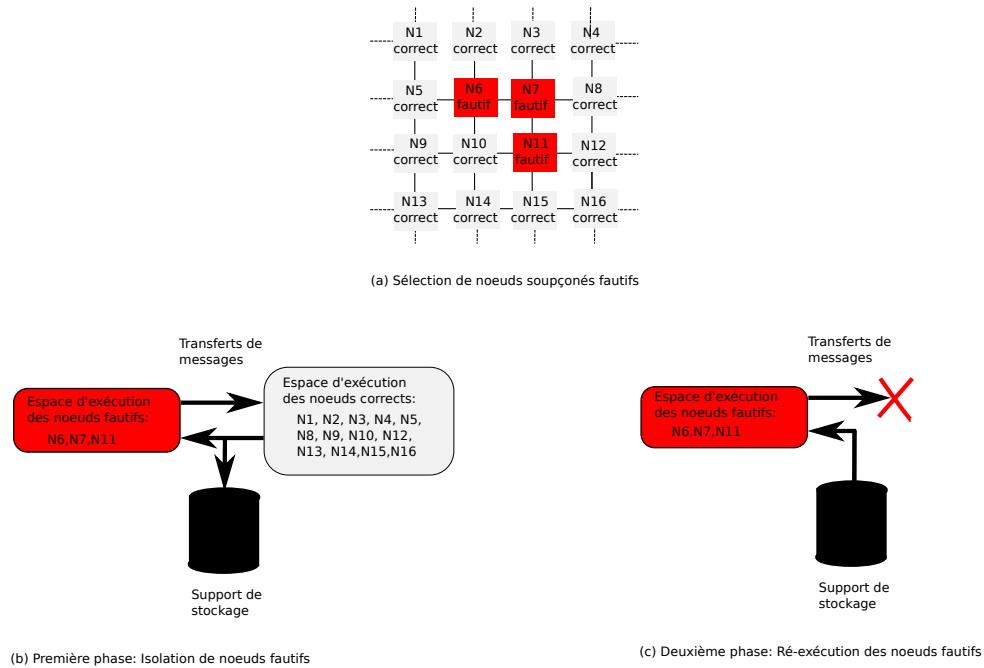 N1 N2 N3 N4
correct correct correct correct
N5 N6 N7 N8
correct fautif fautif correct
N9 N10 N11 N12
correct correct fautif correct
N13 N14 N15 N16
correct correct correct correct
(a) Sélection de noeuds soupçonés fautifs
Transferts de
messages
Espace d'exécution
des noeuds fautifs:
N6,N7,N11
Espace d'exécution
des noeuds corrects:
N1, N2, N3, N4, N5,
N8, N9, N10, N12,
N13, N14,N15,N16
Support de
stockage
(b) Première phase: Isolation de noeuds fautifs
Transferts de
messages
Espace d'exécution
des noeuds fautifs:
N6,N7,N11
Support de
stockage
(c) Deuxième phase: Ré-exécution des noeuds fautifs